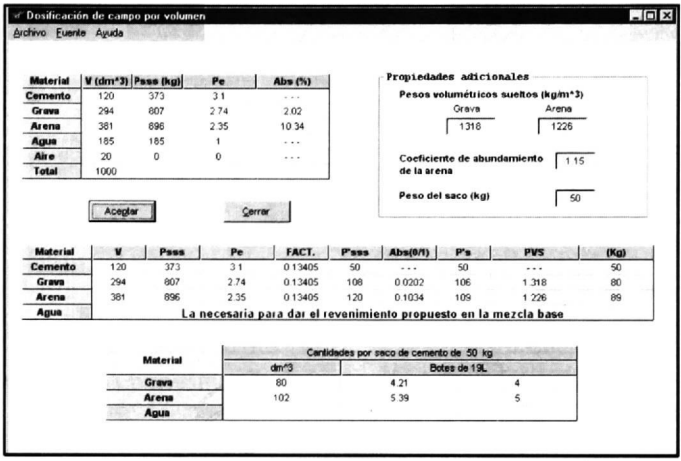 Dosificación de campo por volumen
Archivo Fuente Ayuda
Material V (dm^3) Psss (kg) Pe Abs (%)
Cemento 120 373 3.1 ---
Grava 294 807 2.74 2.02
Arena 381 896 2.35 10.34
Agua 185 185 1 ---
Aire 20 0 0 ---
Total 1000
Propiedades adicionales
Pesos volumétricos sueltos (kg/m^3)
Grava Arena
1318 1226
Coeficiente de abundamiento de la arena 1.15
Peso del saco (kg) 50
Aceptar Cerrar
Material V Psss Pe FACT. P'sss Abs(0/1) P's PVS (Kg)
Cemento 120 373 3.1 0.13405 50 --- 50 --- 50
Grava 294 807 2.74 0.13405 108 0.0202 106 1.318 80
Arena 381 896 2.35 0.13405 120 0.1034 109 1.226 89
Agua La necesaria para dar el revenimiento propuesto en la mezcla base
Material Cantidades por saco de cemento de 50 kg
dm^3 Botes de 19L
Grava 80 4.21 4
Arena 102 5.39 5
Agua